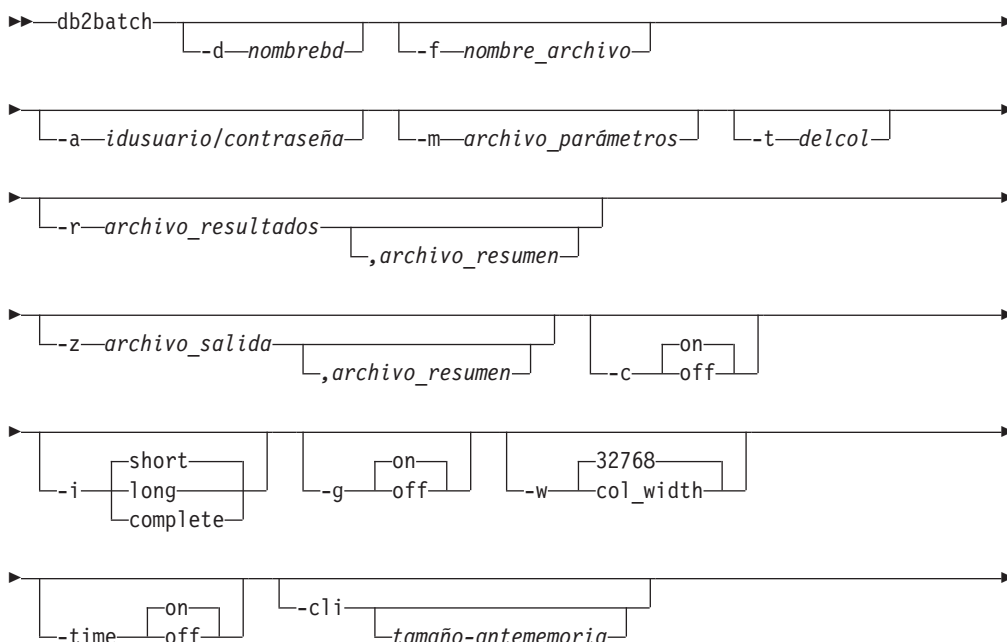 db2batch
-d nombrebd -f nombre_archivo
-a idusuario/contraseña -m archivo_parámetros -t delcol
-r archivo_resultados
,archivo_resumen
-z archivo_salida
,archivo_resumen
on
-c off
short
-i long
complete
on
-g off
32768
-w col_width
on
-time off
-cli
tamaño-antememoria